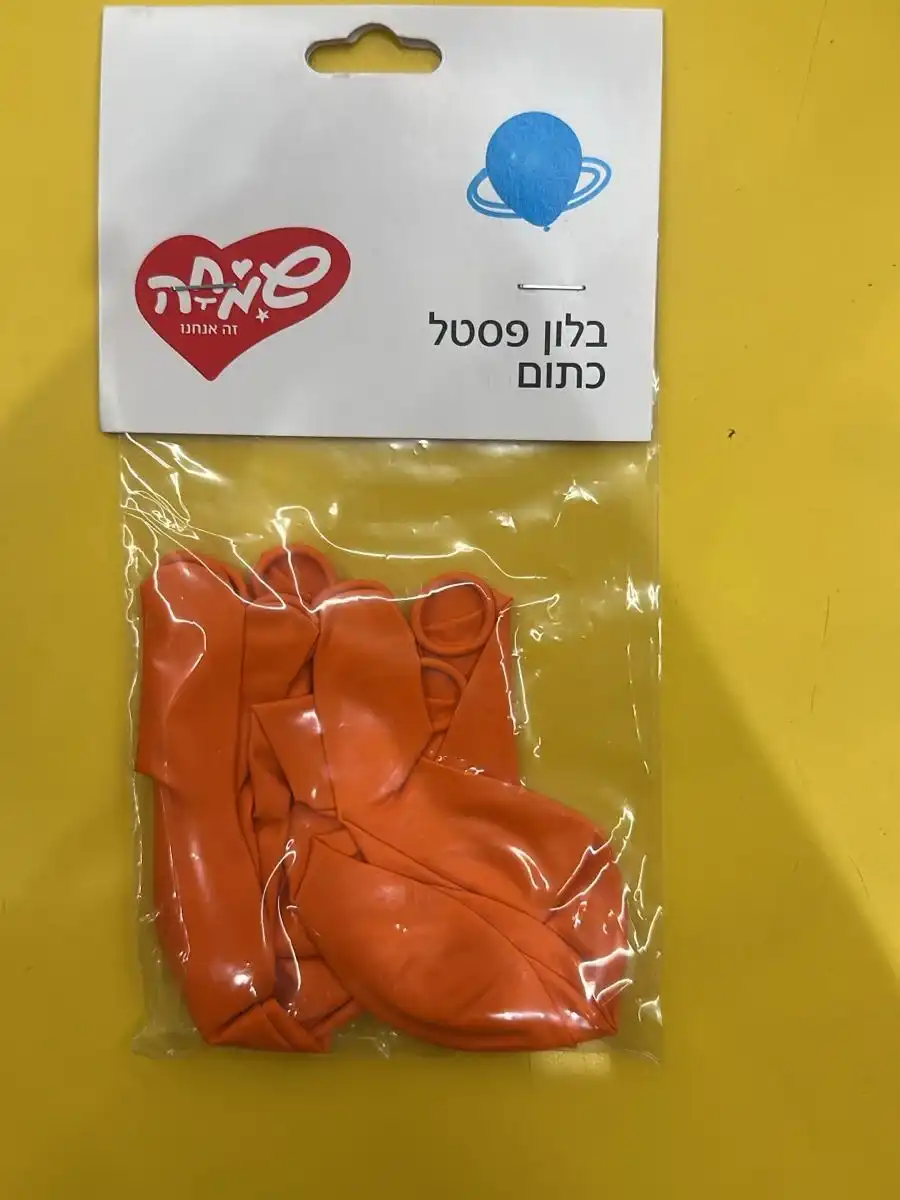 שמחה
זה אנחנו
בלון פסטל
כתום